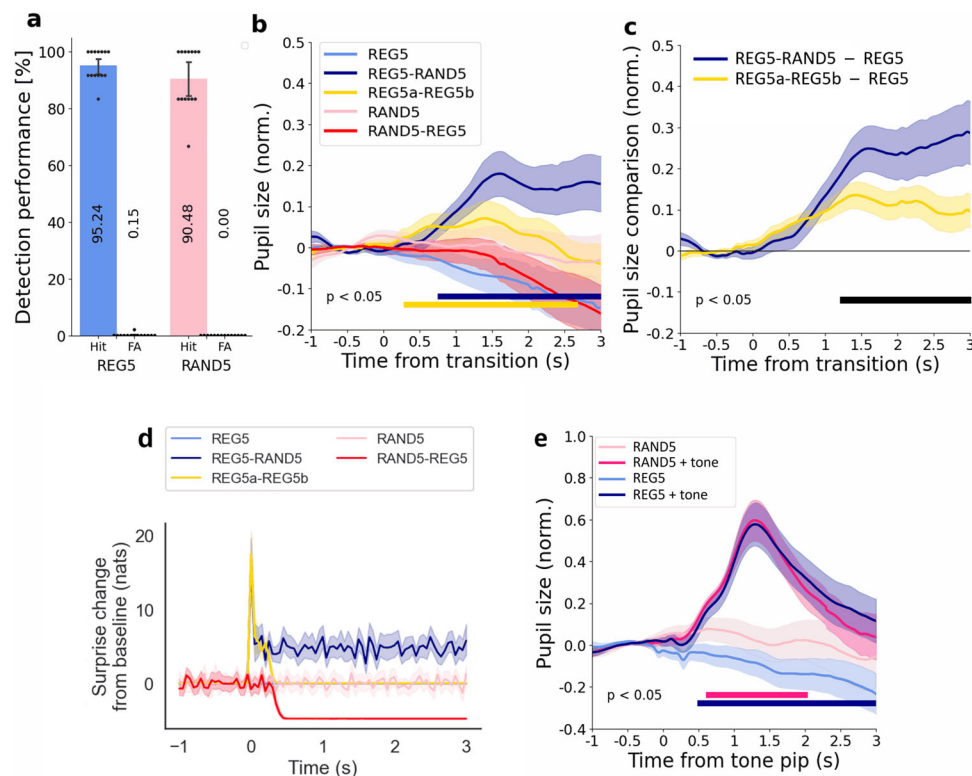 a
Detection performance [%]
100
80
60
40
20
0
95.24
0.15
90.48
0.00
Hit FA Hit FA
REG5 RAND5
b
Pupil size (norm.)
0.5
0.4
0.3
0.2
0.1
0
-0.1
-0.2
REG5
REG5-RAND5
REG5a-REG5b
RAND5
RAND5-REG5
p < 0.05
-1 -0.5 0 0.5 1 1.5 2 2.5 3
Time from transition (s)
c
Pupil size comparison (norm.)
0.5
0.4
0.3
0.2
0.1
0
-0.1
-0.2
REG5-RAND5 – REG5
REG5a-REG5b – REG5
p < 0.05
-1 -0.5 0 0.5 1 1.5 2 2.5 3
Time from transition (s)
d
REG5 RAND5
REG5-RAND5 RAND5-REG5
REG5a-REG5b
Surprise change
from baseline (nats)
20
10
0
−1 0 1 2 3
Time (s)
e
Pupil size (norm.)
1.0
0.8
0.6
0.4
0.2
0
-0.2
-0.4
RAND5
RAND5 + tone
REG5
REG5 + tone
p < 0.05
-1 -0.5 0 0.5 1 1.5 2 2.5 3
Time from tone pip (s)